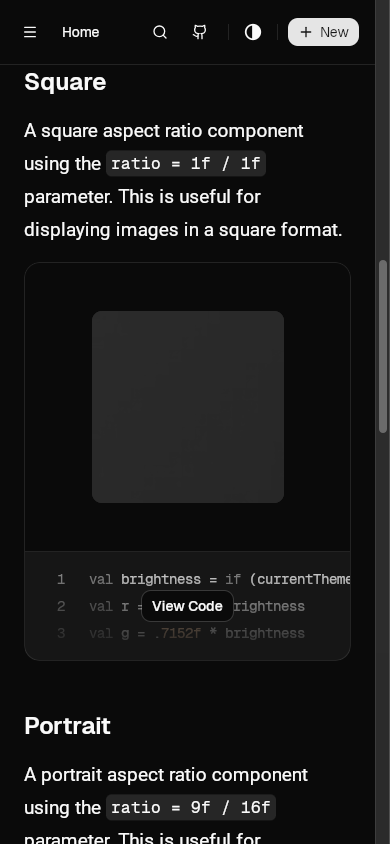 Home
New
Square
A square aspect ratio component
using the ratio = 1f / 1f
parameter. This is useful for
displaying images in a square format.
1 val brightness = if (currentTheme
2 val r = rightness
View Code
3 val g = .7152f * brightness
Portrait
A portrait aspect ratio component
using the ratio = 9f / 16f
parameter. This is useful for